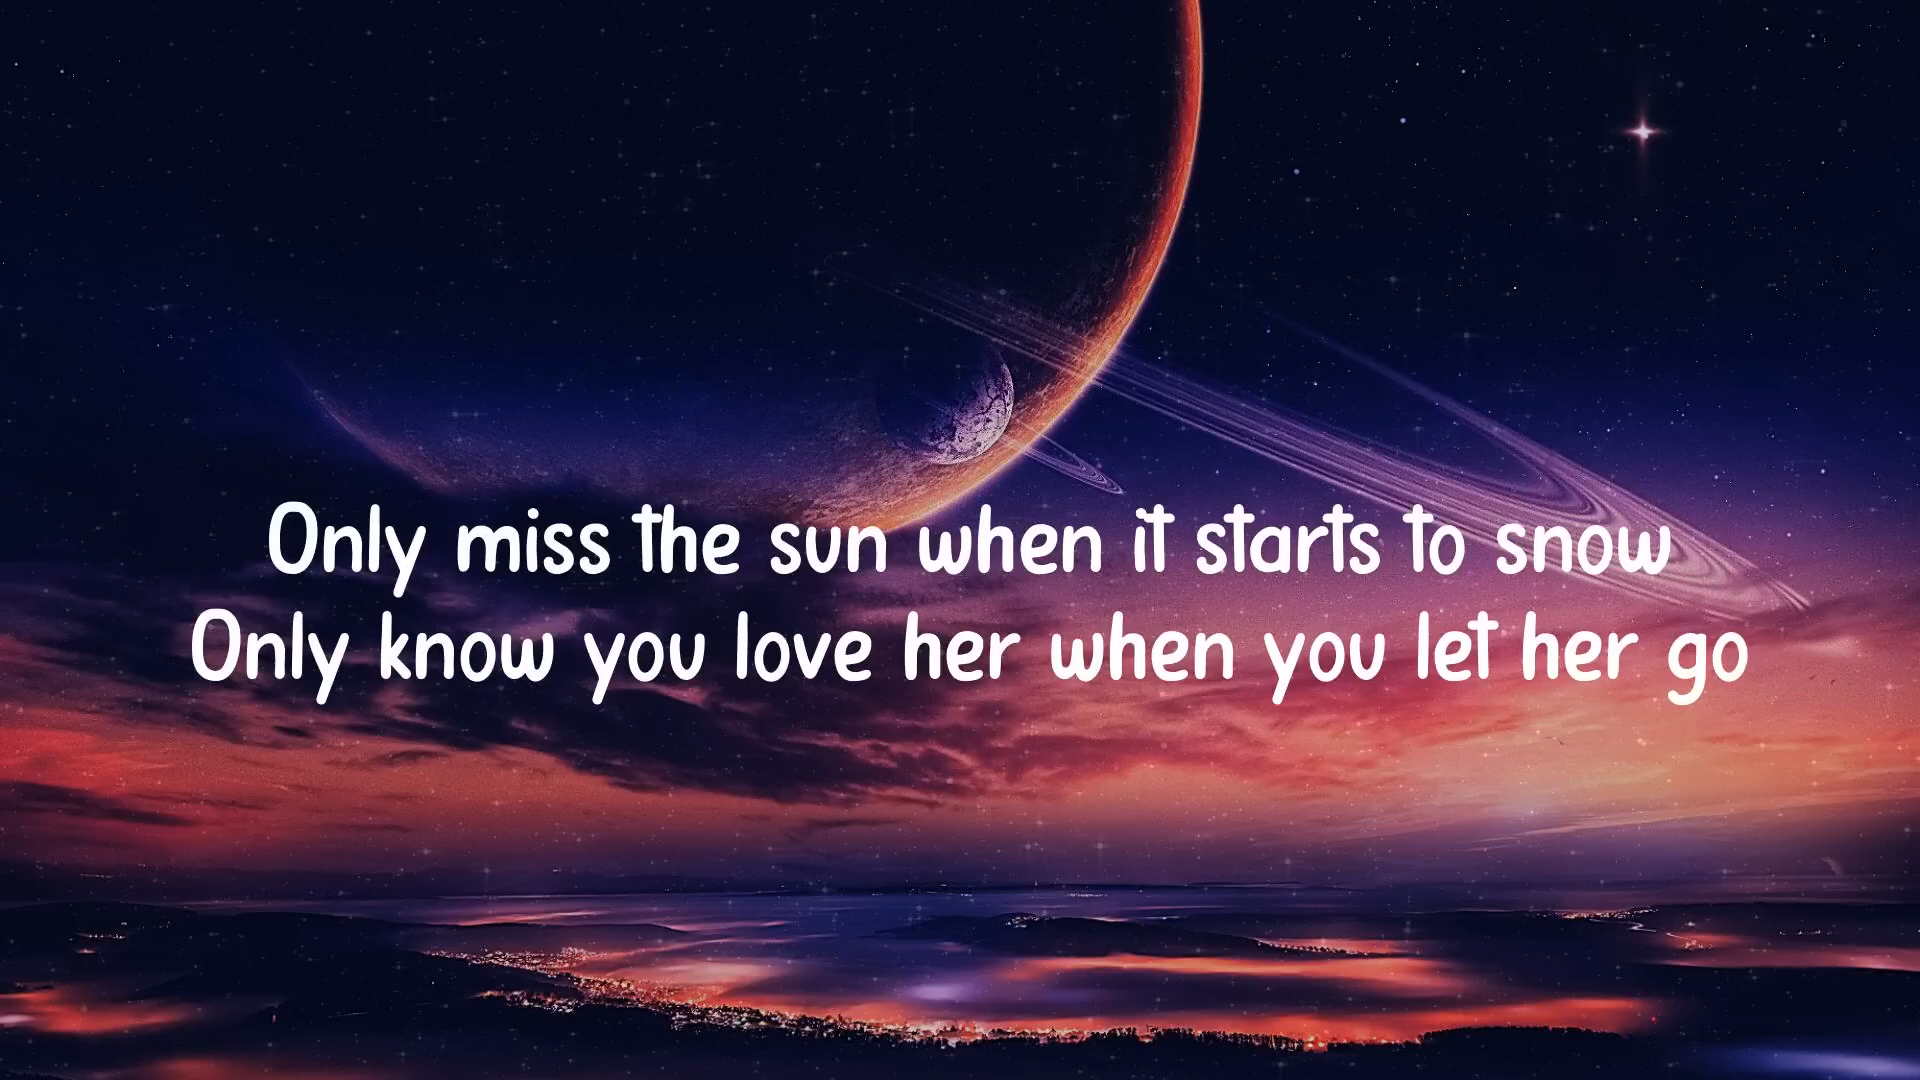 Only miss the sun when it starts to snow
Only know you love her when you let her go